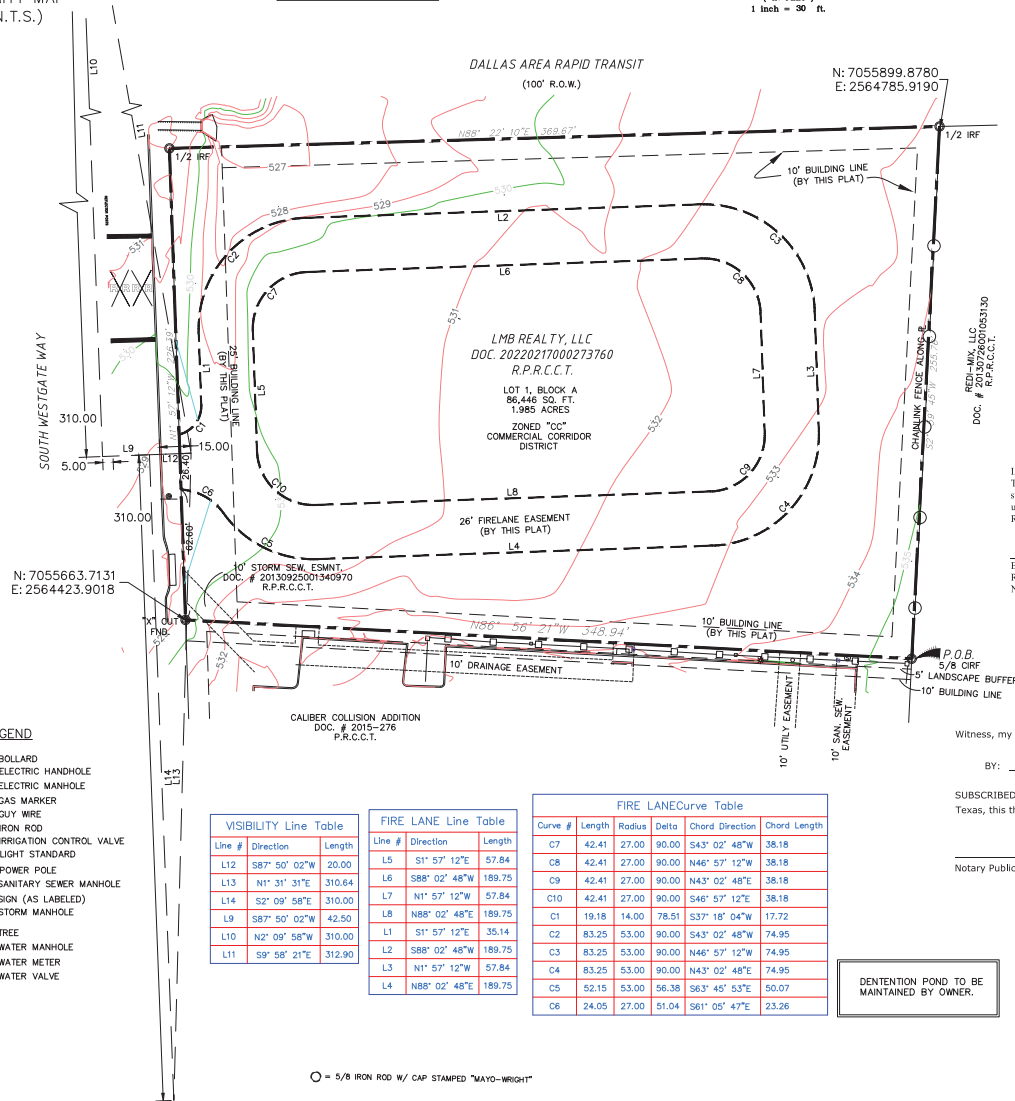 N.T.S.)
1 inch = 30 ft.
DALLAS AREA RAPID TRANSIT
(100' R.O.W.)
N: 7055899.8780
E: 2564785.9190
L10
L11
1/2 IRF
N88° 22' 10"E 369.67'
1/2 IRF
527
10' BUILDING LINE
(BY THIS PLAT)
530
529
528
L2
C2
C3
531
530
L6
C7
C8
SOUTH WESTGATE WAY
531
LMB REALTY, LLC
DOC. 20220217000273760
R.P.R.C.C.T.
LOT 1, BLOCK A
86,446 SQ. FT.
1.985 ACRES
ZONED "CC"
COMMERCIAL CORRIDOR
DISTRICT
25' BUILDING LINE
(BY THIS PLAT)
L1
L5
L7
L3
CHAINLINK FENCE ALONG
REDI-MIX, LLC
DOC. # 20130726001053130
R.P.R.C.C.T.
530
532
310.00
C1
15.00
L9
L12
5.00
529
26.40
533
C9
C10
C6
L8
C4
310.00
26' FIRELANE EASEMENT
(BY THIS PLAT)
62.60'
C5
L4
535
534
N: 7055663.7131
E: 2564423.9018
10' STORM SEW. ESMNT.
DOC. # 20130925001340970
R.P.R.C.C.T.
"X" CUT
FND.
N86° 56' 21"W 348.94'
10' BUILDING LINE
(BY THIS PLAT)
532
10' DRAINAGE EASEMENT
P.O.B.
5/8 CIRF
5' LANDSCAPE BUFFER
10' BUILDING LINE
10' UTILY EASEMENT
10' SAN. SEW.
EASEMENT
CALIBER COLLISION ADDITION
DOC. # 2015-276
P.R.C.C.T.
L14
L13
GEND
BOLLARD
ELECTRIC HANDHOLE
ELECTRIC MANHOLE
GAS MARKER
GUY WIRE
IRON ROD
IRRIGATION CONTROL VALVE
LIGHT STANDARD
POWER POLE
SANITARY SEWER MANHOLE
SIGN (AS LABELED)
STORM MANHOLE
TREE
WATER MANHOLE
WATER METER
WATER VALVE
VISIBILITY Line Table
Line # Direction Length
L12 S87° 50' 02"W 20.00
L13 N1° 31' 31"E 310.64
L14 S2° 09' 58"E 310.00
L9 S87° 50' 02"W 42.50
L10 N2° 09' 58"W 310.00
L11 S9° 58' 21"E 312.90
FIRE LANE Line Table
Line # Direction Length
L5 S1° 57' 12"E 57.84
L6 S88° 02' 48"W 189.75
L7 N1° 57' 12"W 57.84
L8 N88° 02' 48"E 189.75
L1 S1° 57' 12"E 35.14
L2 S88° 02' 48"W 189.75
L3 N1° 57' 12"W 57.84
L4 N88° 02' 48"E 189.75
FIRE LANECurve Table
Curve # Length Radius Delta Chord Direction Chord Length
C7 42.41 27.00 90.00 S43° 02' 48"W 38.18
C8 42.41 27.00 90.00 N46° 57' 12"W 38.18
C9 42.41 27.00 90.00 N43° 02' 48"E 38.18
C10 42.41 27.00 90.00 S46° 57' 12"E 38.18
C1 19.18 14.00 78.51 S37° 18' 04"W 17.72
C2 83.25 53.00 90.00 S43° 02' 48"W 74.95
C3 83.25 53.00 90.00 N46° 57' 12"W 74.95
C4 83.25 53.00 90.00 N43° 02' 48"E 74.95
C5 52.15 53.00 56.38 S63° 45' 53"E 50.07
C6 24.05 27.00 51.04 S61° 05' 47"E 23.26
Witness, my
BY:
SUBSCRIBED
Texas, this th
Notary Public
DENTENTION POND TO BE
MAINTAINED BY OWNER.
= 5/8 IRON ROD W/ CAP STAMPED "MAYO-WRIGHT"